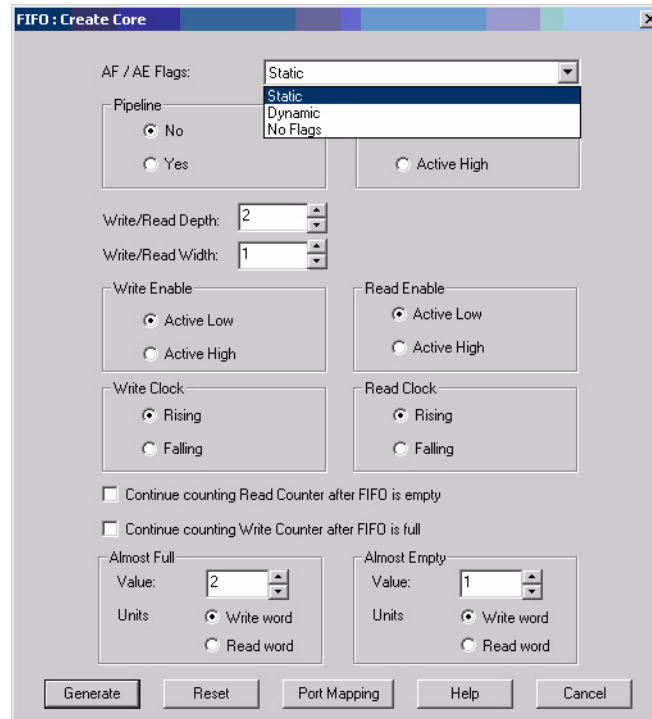 FIFO : Create Core
AF / AE Flags: Static
Static
Dynamic
No Flags
Pipeline
No
Yes
Active High
Write/Read Depth: 2
Write/Read Width: 1
Write Enable
Active Low
Active High
Read Enable
Active Low
Active High
Write Clock
Rising
Falling
Read Clock
Rising
Falling
Continue counting Read Counter after FIFO is empty
Continue counting Write Counter after FIFO is full
Almost Full
Value: 2
Units Write word
Read word
Almost Empty
Value: 1
Units Write word
Read word
Generate Reset Port Mapping Help Cancel